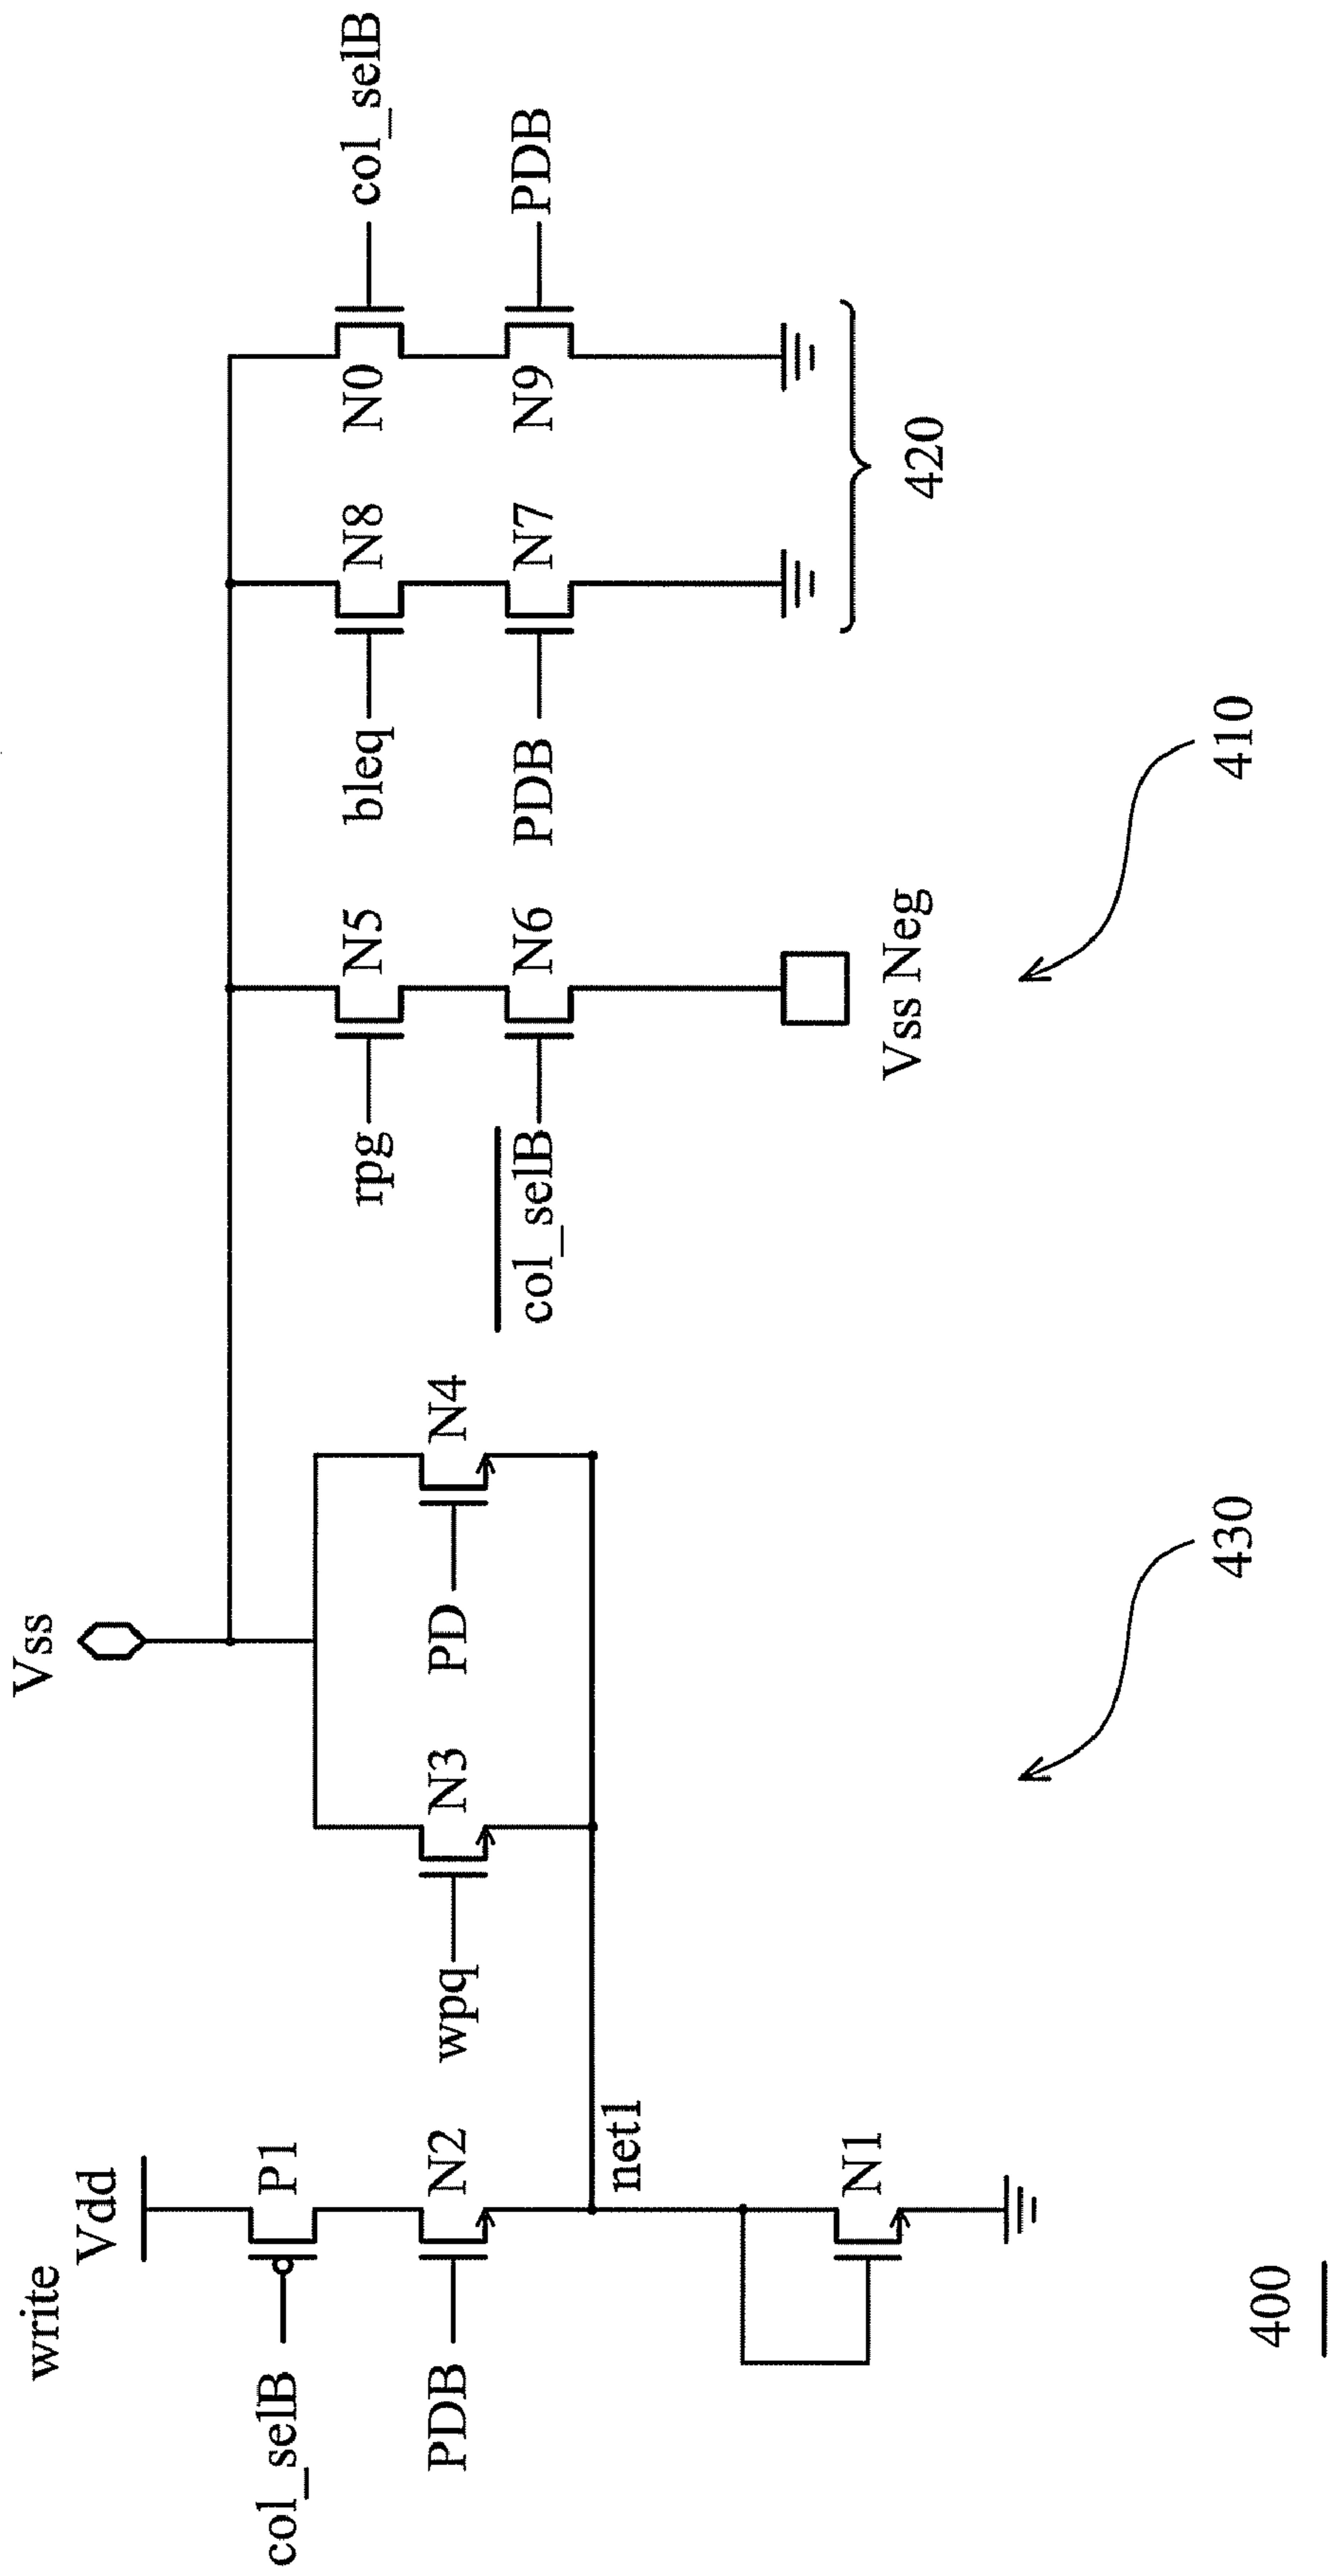 write
Vdd
Vss
col_selB
P1
PDB
N2
wpq
N3
PD
N4
net1
N1
rpg
N5
col_selB
N6
Vss Neg
bleq
N8
PDB
N7
N0
col_selB
N9
PDB
420
410
430
400